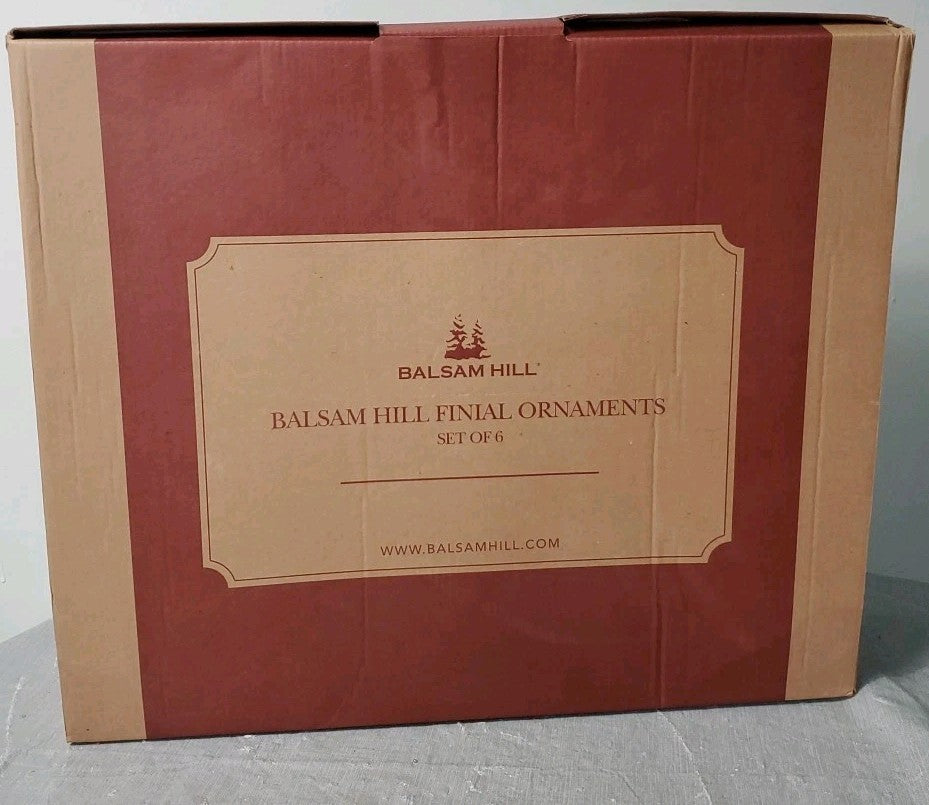 BALSAM HILL®
BALSAM HILL FINIAL ORNAMENTS
SET OF 6
WWW.BALSAMHILL.COM